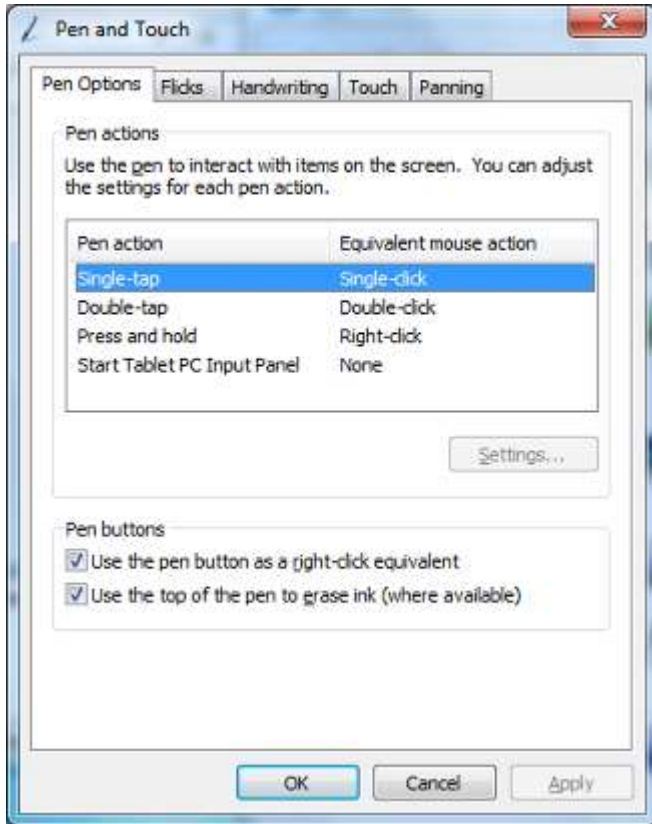 Pen and Touch
Pen Options Flicks Handwriting Touch Panning
Pen actions
Use the pen to interact with items on the screen. You can adjust
the settings for each pen action.
Pen action Equivalent mouse action
Single-tap Single-click
Double-tap Double-click
Press and hold Right-click
Start Tablet PC Input Panel None
Settings...
Pen buttons
Use the pen button as a right-click equivalent
Use the top of the pen to erase ink (where available)
OK Cancel Apply